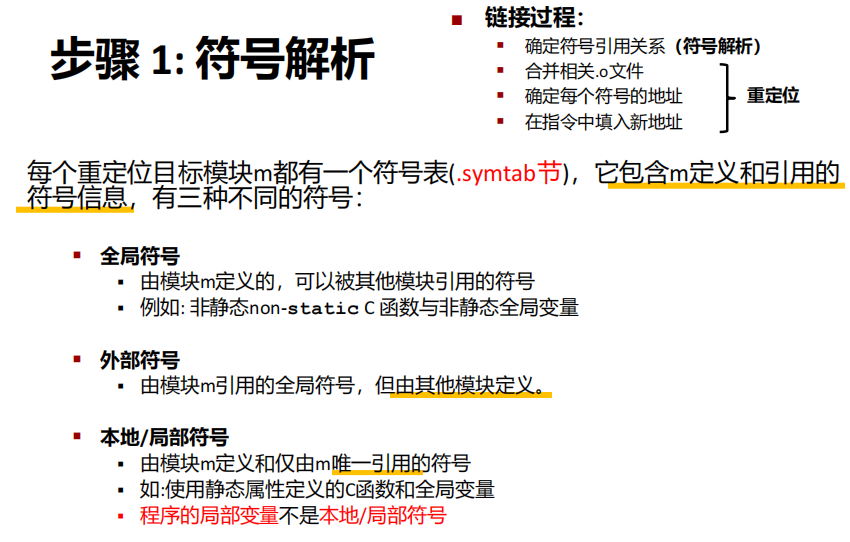 步骤 1: 符号解析
链接过程：
确定符号引用关系（符号解析）
合并相关.o文件
确定每个符号的地址
在指令中填入新地址
重定位
每个重定位目标模块m都有一个符号表(.symtab节)，它包含m定义和引用的
符号信息，有三种不同的符号：
全局符号
由模块m定义的，可以被其他模块引用的符号
例如: 非静态non-static C 函数与非静态全局变量
外部符号
由模块m引用的全局符号，但由其他模块定义。
本地/局部符号
由模块m定义和仅由m唯一引用的符号
如:使用静态属性定义的C函数和全局变量
程序的局部变量不是本地/局部符号